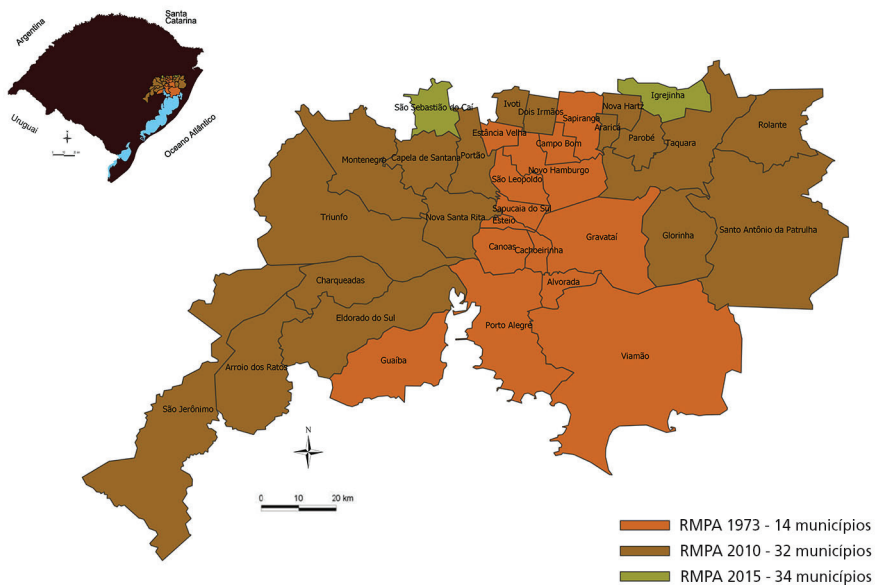 Santa
Catarina
Argentina
Uruguai
Oceano Atlântico
Igrejinha
São Sebastião do Caí
Ivoti
Dois Irmãos
Nova Hartz
Sapiranga
Araricá
Rolante
Estância Velha
Campo Bom
Parobé
Taquara
Montenegro
Capela de Santana
Portão
Novo Hamburgo
São Leopoldo
Triunfo
Nova Santa Rita
Sapucaia do Sul
Esteio
Canoas
Cachoeirinha
Gravataí
Glorinha
Santo Antônio da Patrulha
Charqueadas
Alvorada
Eldorado do Sul
Porto Alegre
Viamão
Guaíba
Arroio dos Ratos
São Jerônimo
N
0 10 20 km
RMPA 1973 - 14 municípios
RMPA 2010 - 32 municípios
RMPA 2015 - 34 municípios